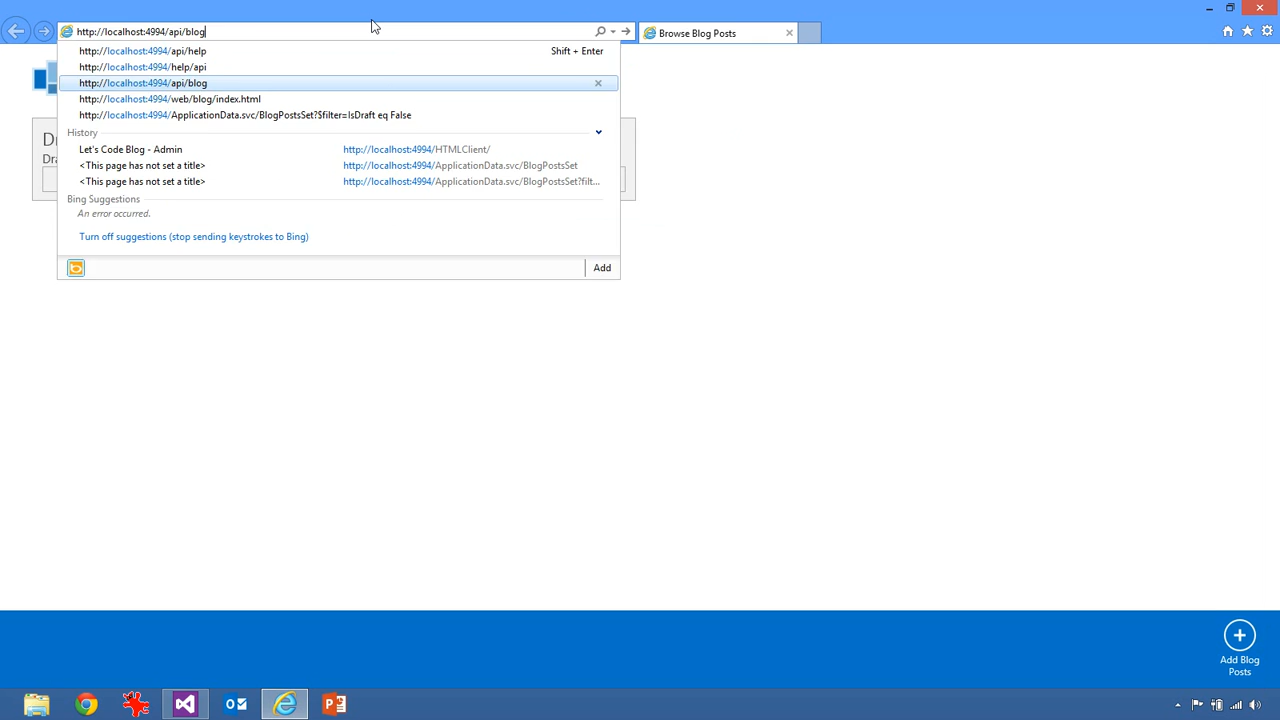 http://localhost:4994/api/blog
Browse Blog Posts
http://localhost:4994/api/help Shift + Enter
http://localhost:4994/help/api
http://localhost:4994/api/blog
http://localhost:4994/web/blog/index.html
http://localhost:4994/ApplicationData.svc/BlogPostsSet?$filter=IsDraft eq False
History
Let's Code Blog - Admin http://localhost:4994/HTMLClient/
<This page has not set a title> http://localhost:4994/ApplicationData.svc/BlogPostsSet
<This page has not set a title> http://localhost:4994/ApplicationData.svc/BlogPostsSet?filt...
Bing Suggestions
An error occurred.
Turn off suggestions (stop sending keystrokes to Bing)
Add
Add Blog
Posts